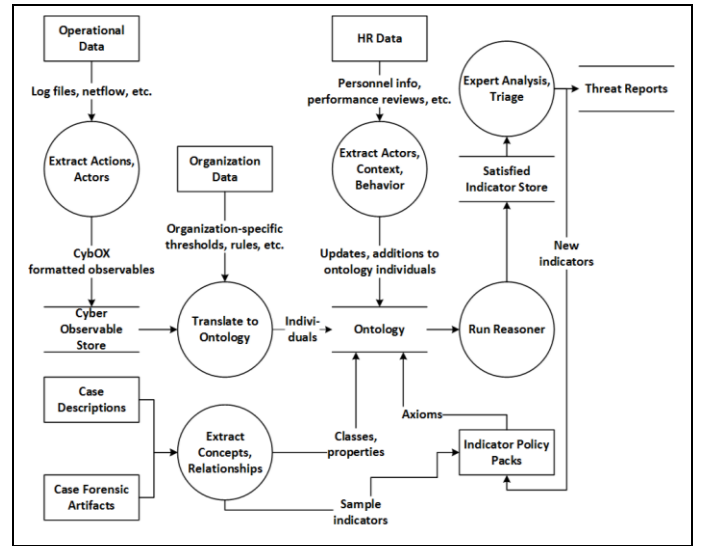 Operational
Data
HR Data
Expert Analysis,
Triage
Threat Reports
Log files, netflow, etc.
Personnel info,
performance reviews, etc.
Extract Actions,
Actors
Organization
Data
Extract Actors,
Context,
Behavior
Satisfied
Indicator Store
CybOX
formatted observables
Organization-specific
thresholds, rules, etc.
Updates, additions to
ontology individuals
New
indicators
Cyber
Observable
Store
Translate to
Ontology
Indivi-
duals
Ontology
Run Reasoner
Case
Descriptions
Axioms
Extract
Concepts,
Relationships
Classes,
properties
Indicator Policy
Packs
Case Forensic
Artifacts
Sample
indicators